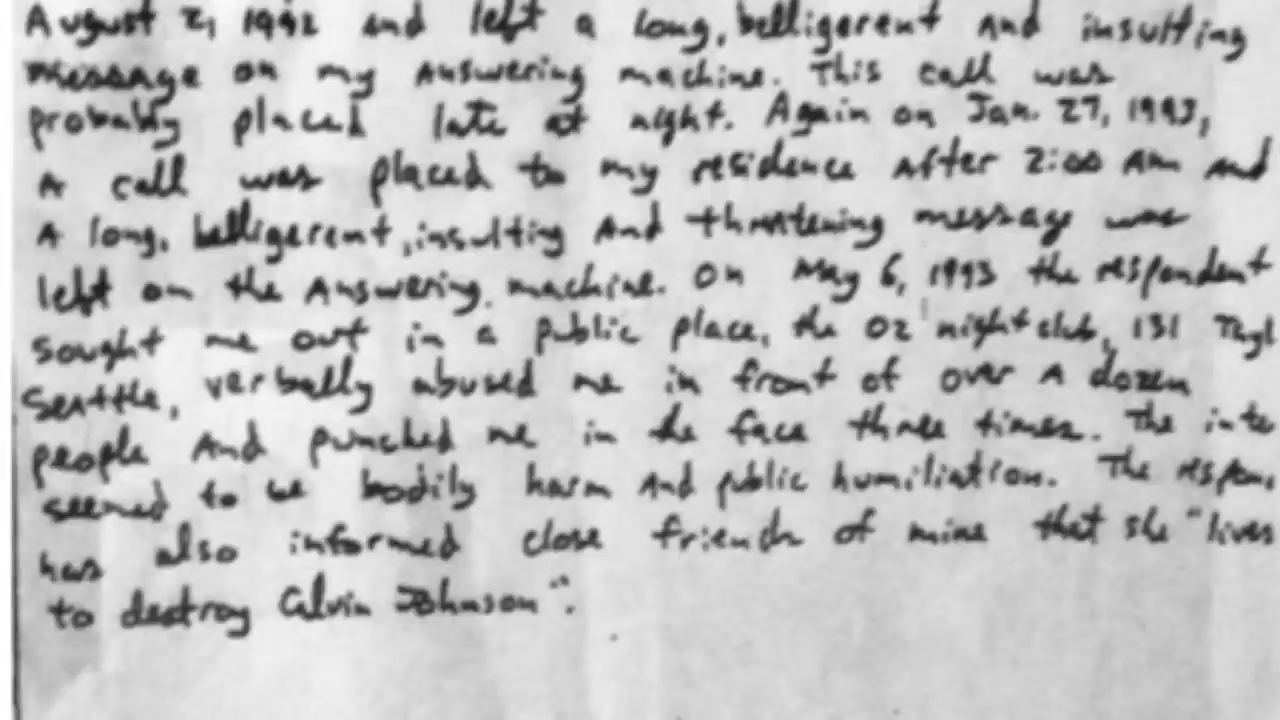 August 2, 1992 and left a long, belligerent and insulting
message on my answering machine. This call was
probably placed late at night. Again on Jan. 27, 1993,
A call was placed to my residence after 2:00 Am and
A long, belligerent, insulting And threatening message was
left on the Answering machine. On May 6, 1993 the respondent
sought me out in a public place, the Oz nightclub, 131 Tayl
Seattle, verbally abused me in front of over A dozen
people And punched me in the face three times. The inte
seemed to be bodily harm And public humiliation. The respon
has also informed close friends of mine that she "lives
to destroy Calvin Johnson".